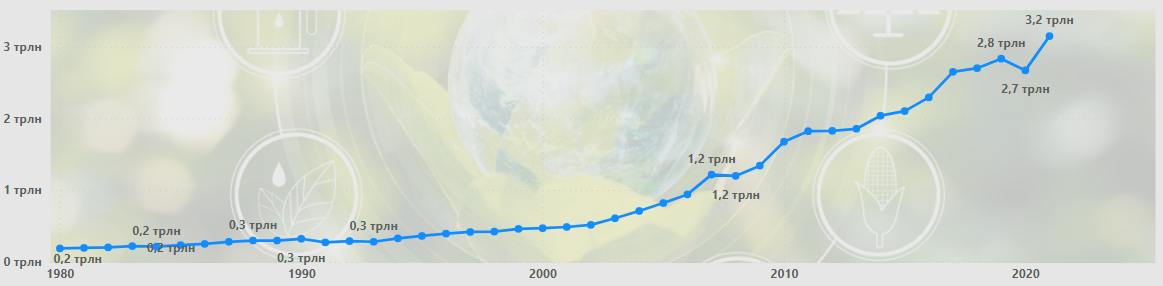 3,2 трлн
3 трлн
2,8 трлн
2,7 трлн
2 трлн
1,2 трлн
1,2 трлн
1 трлн
0,3 трлн
0,3 трлн
0,2 трлн
0,2 трлн
0,3 трлн
0,2 трлн
0 трлн
1980
1990
2000
2010
2020